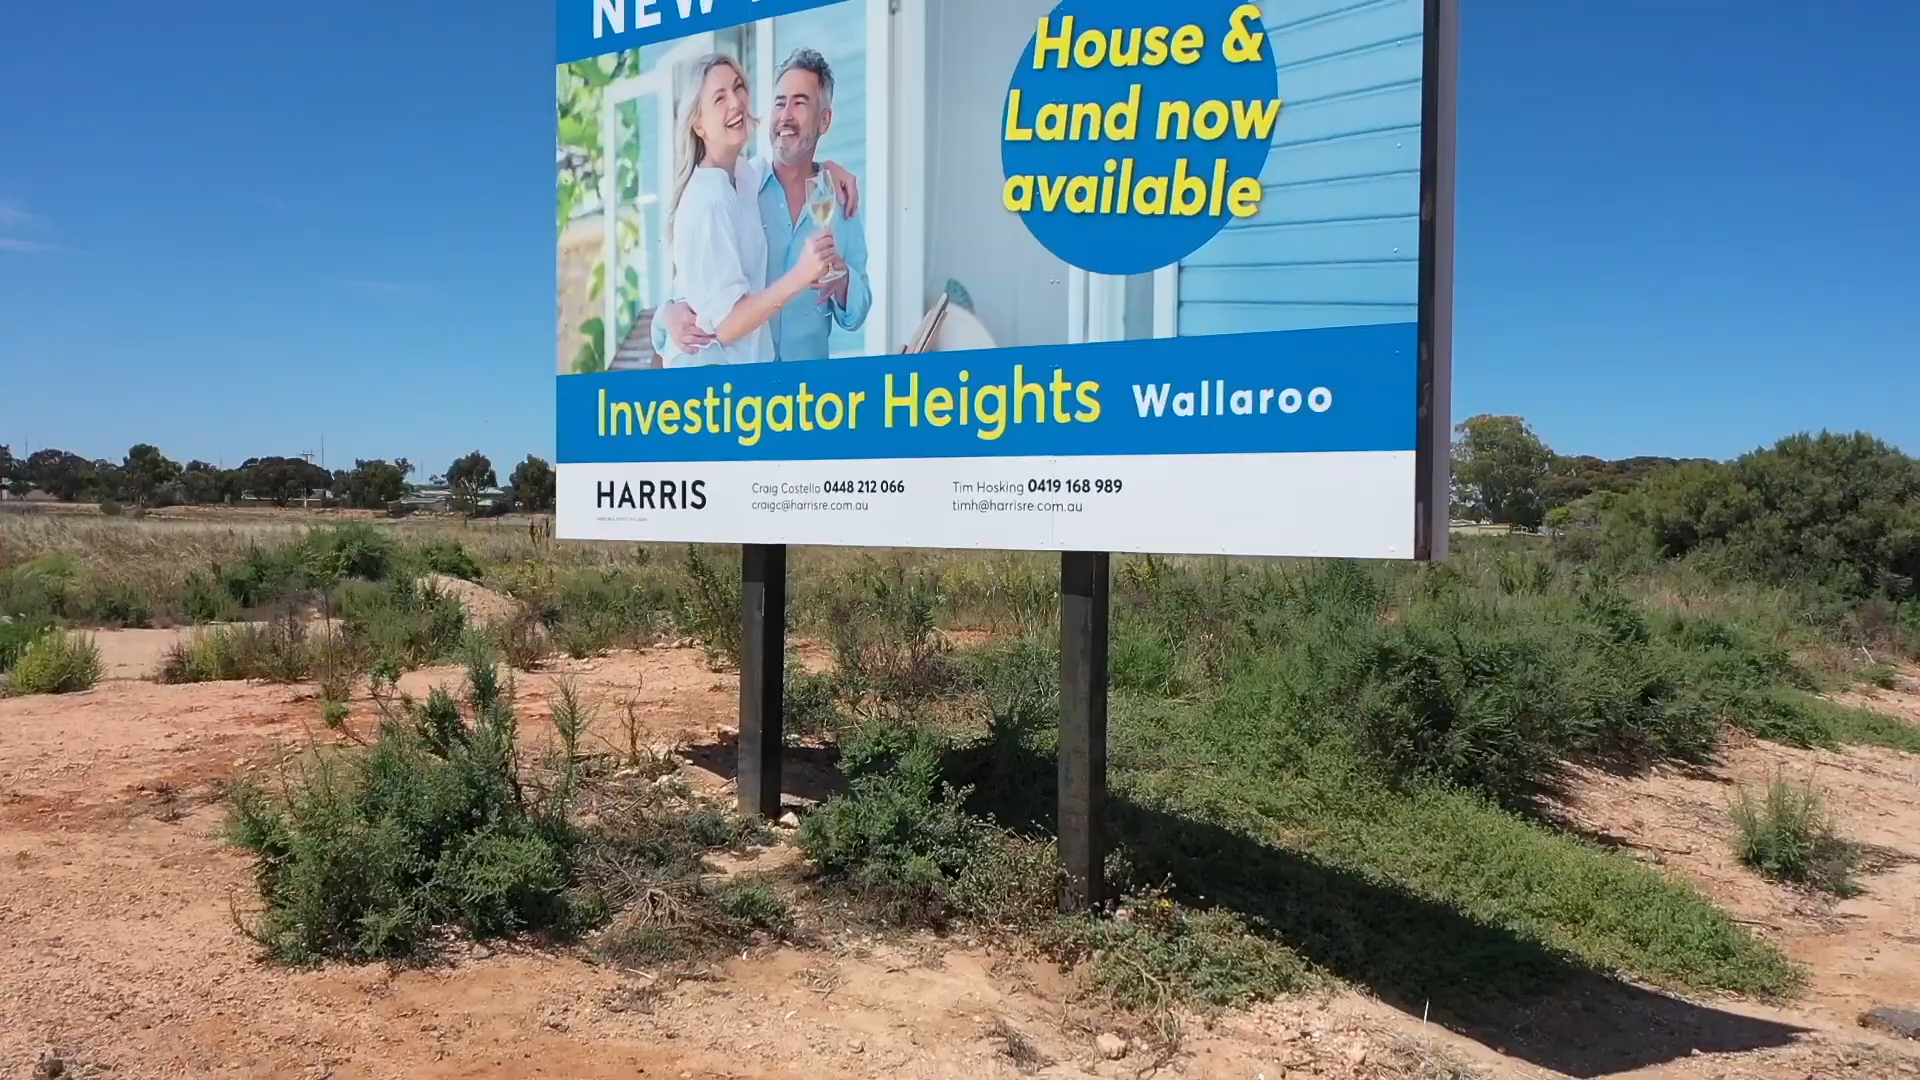 NEW
House &
Land now
available
Investigator Heights Wallaroo
HARRIS
Craig Costello 0448 212 066
craigc@harrisre.com.au
Tim Hosking 0419 168 989
timh@harrisre.com.au